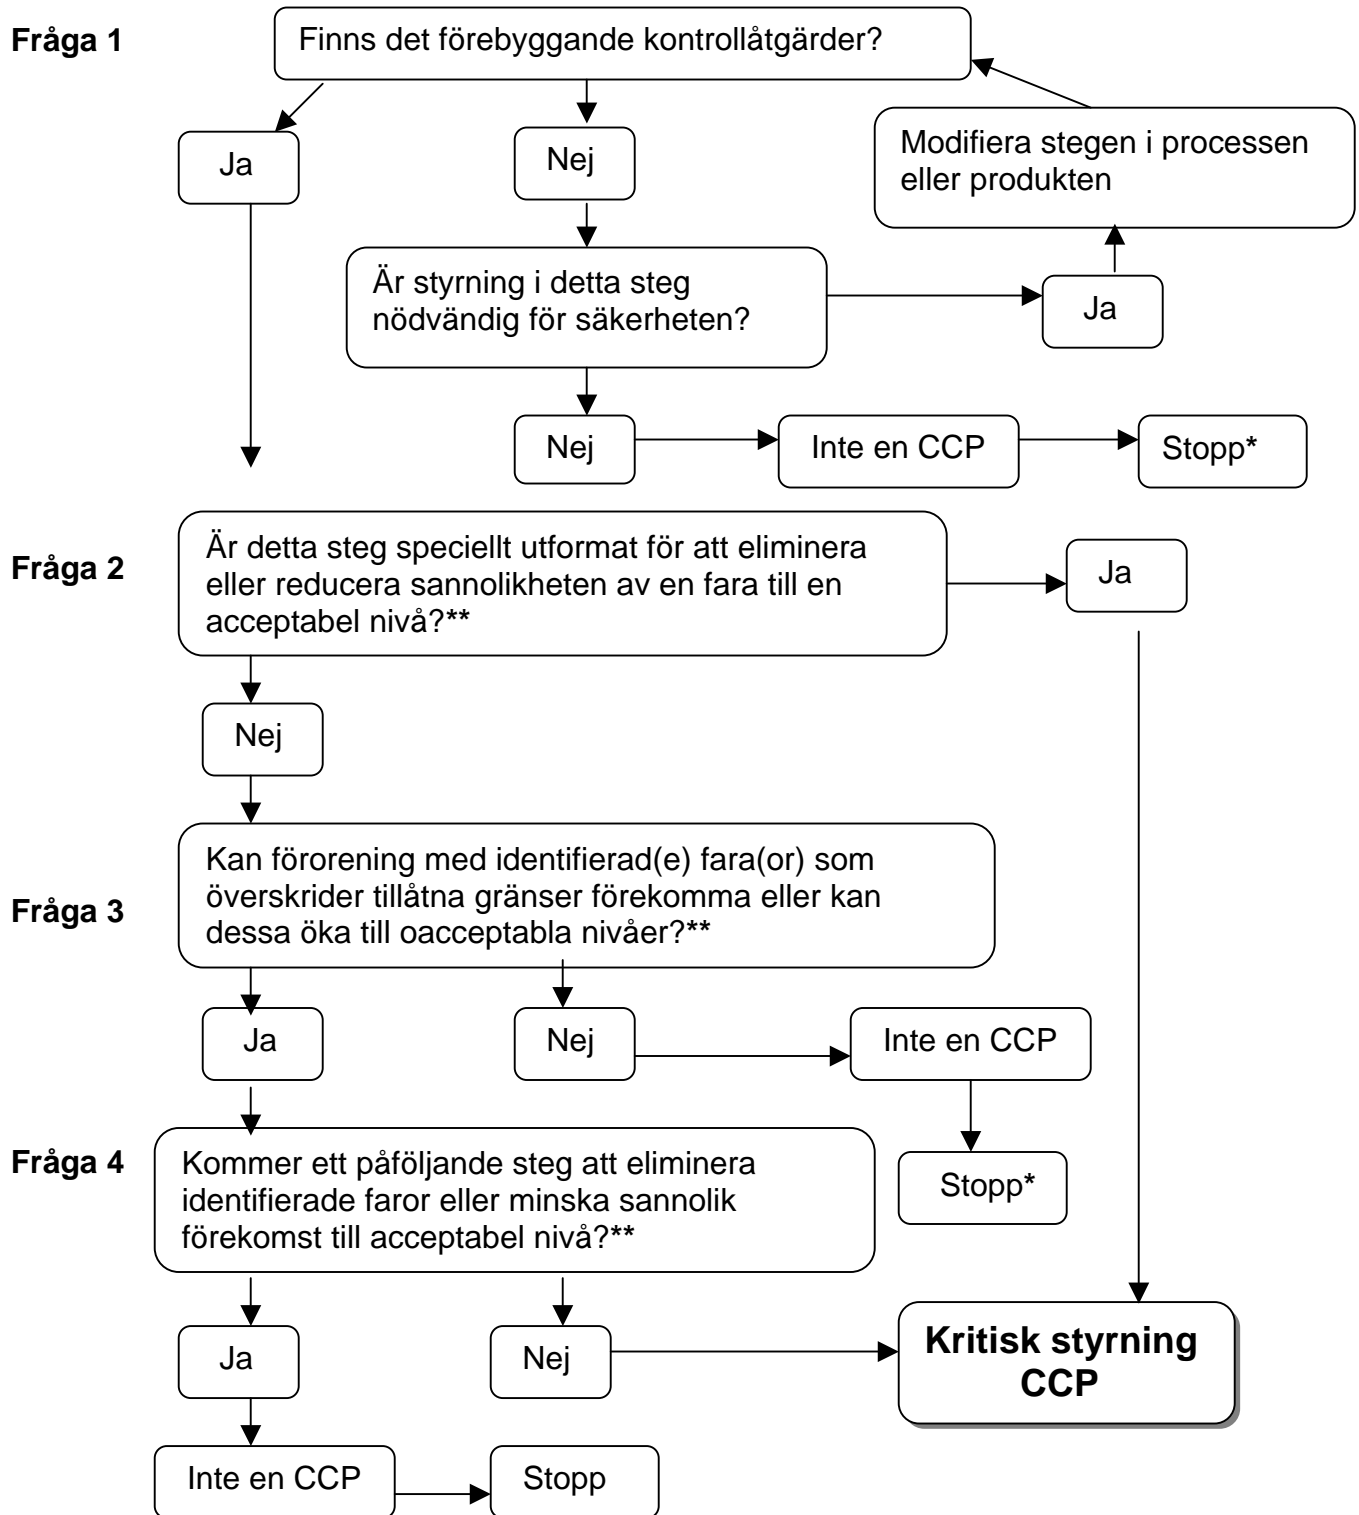 Fråga 1
Finns det förebyggande kontrollåtgärder?
Ja
Nej
Modifiera stegen i processen
eller produkten
Är styrning i detta steg
nödvändig för säkerheten?
Ja
Nej
Inte en CCP
Stopp*
Fråga 2
Är detta steg speciellt utformat för att eliminera
eller reducera sannolikheten av en fara till en
acceptabel nivå?**
Ja
Nej
Fråga 3
Kan förorening med identifierad(e) fara(or) som
överskrider tillåtna gränser förekomma eller kan
dessa öka till oacceptabla nivåer?**
Ja
Nej
Inte en CCP
Stopp*
Fråga 4
Kommer ett påföljande steg att eliminera
identifierade faror eller minska sannolik
förekomst till acceptabel nivå?**
Ja
Nej
Kritisk styrning
CCP
Inte en CCP
Stopp